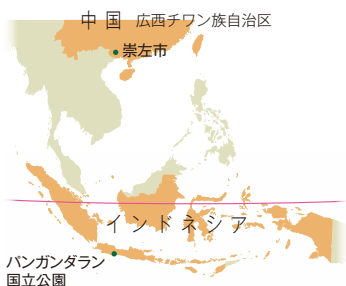 中国 広西チワン族自治区
崇左市
インドネシア
パンガンダラン
国立公園